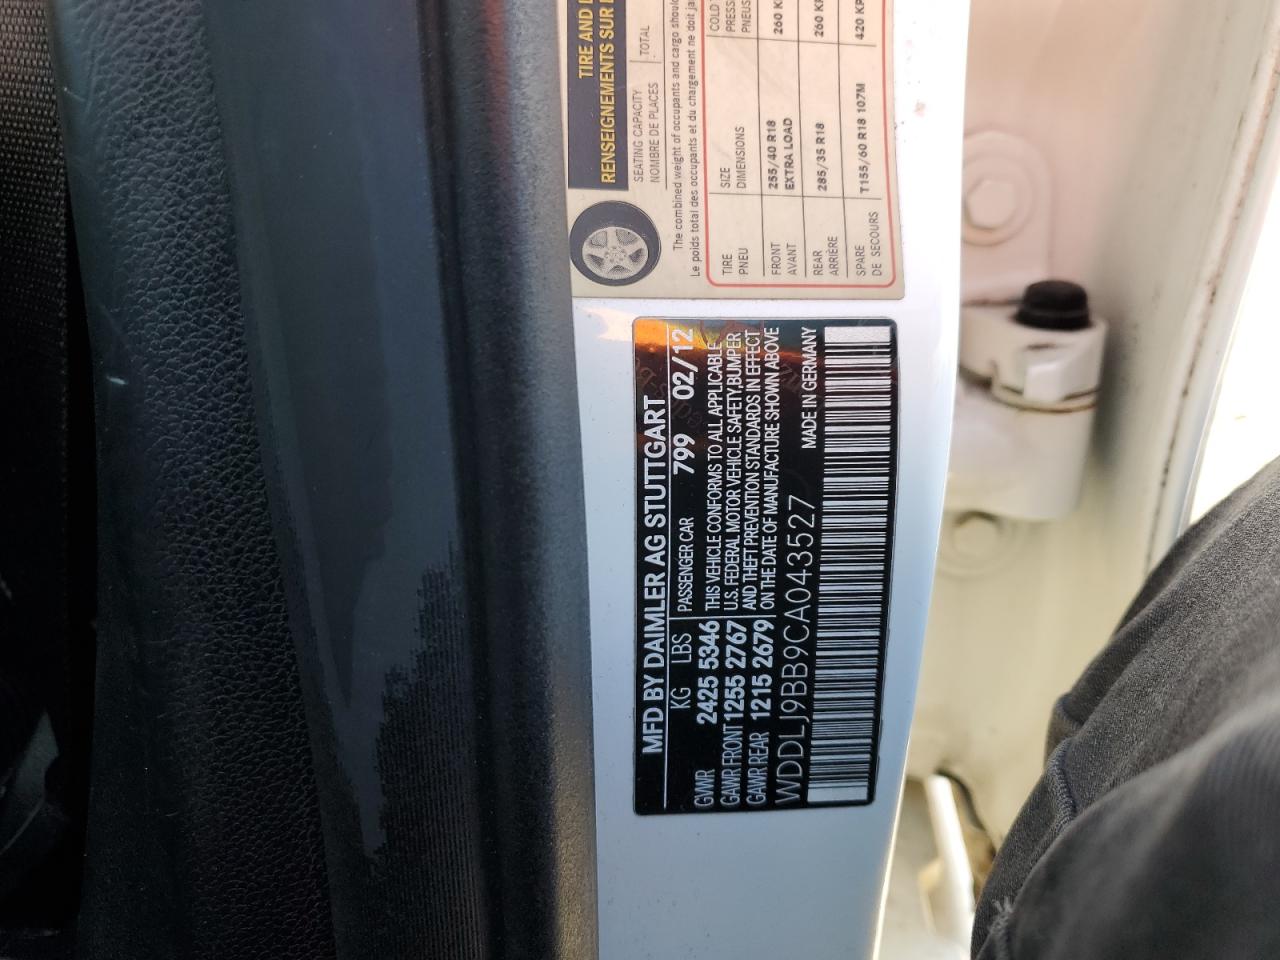 TIRE AND
RENSEIGNEMENTS SUR
SEATING CAPACITY
NOMBRE DE PLACES
TOTAL
The combined weight of occupants and cargo
Le poids total des occupants et du chargement ne doit
TIRE
PNEU
SIZE
DIMENSIONS
COLD
PNEUS
FRONT
AVANT
255/40 R18
EXTRA LOAD
260
REAR
ARRIÈRE
285/35 R18
260
SPARE
DE SECOURS
T155/60 R18 107M
420
MFD BY DAIMLER AG STUTTGART
KG LBS PASSENGER CAR 799 02/12
GVWR 2425 5346
GAWR FRONT 1255 2767
GAWR REAR 1215 2679
THIS VEHICLE CONFORMS TO ALL APPLICABLE
U.S. FEDERAL MOTOR VEHICLE SAFETY, BUMPER
AND THEFT PREVENTION STANDARDS IN EFFECT
ON THE DATE OF MANUFACTURE SHOWN ABOVE
WDDLJ9BB9CA043527 MADE IN GERMANY